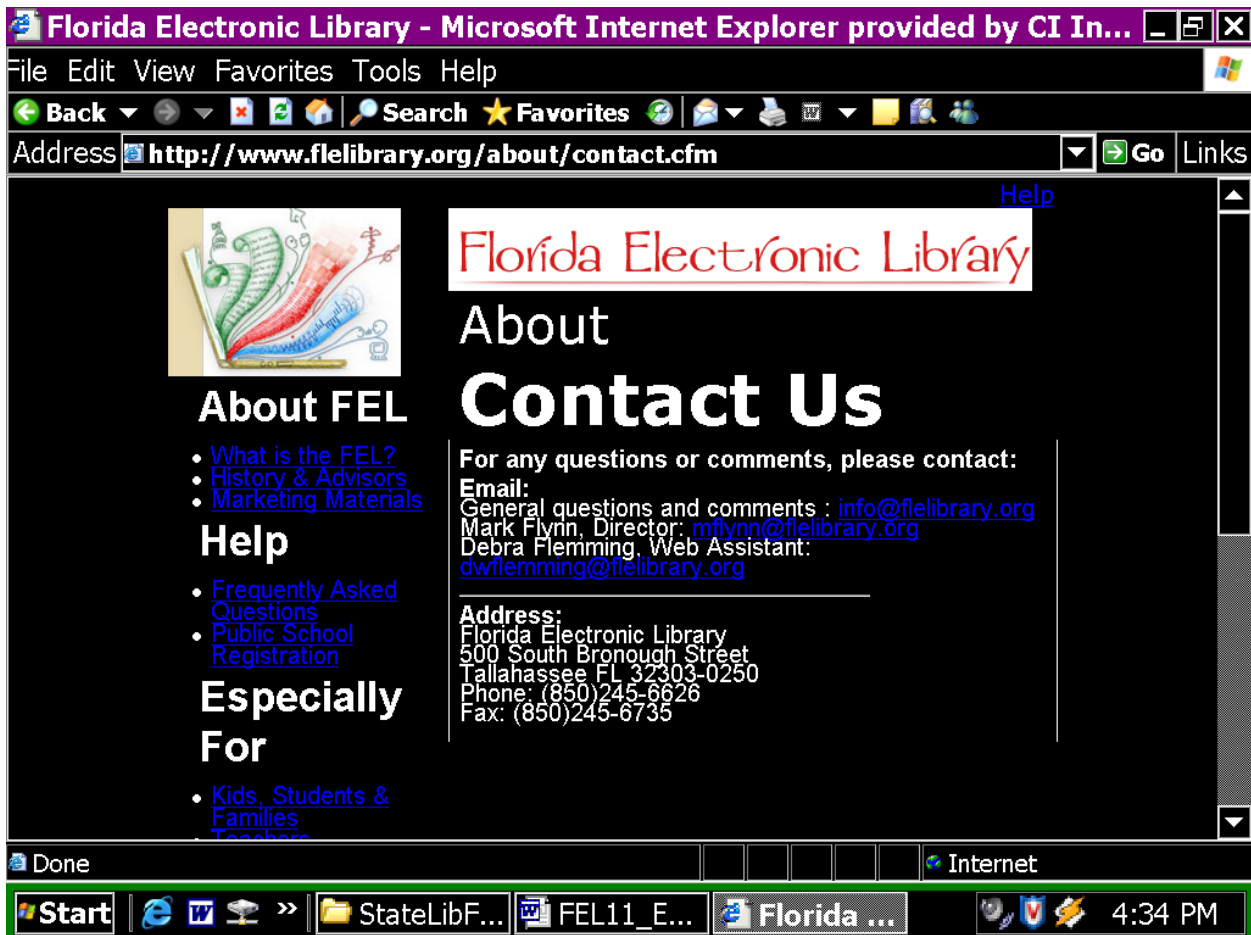 Florida Electronic Library - Microsoft Internet Explorer provided by CI In...
File Edit View Favorites Tools Help
Back Search Favorites
Address http://www.flelibrary.org/about/contact.cfm Go Links
Help
Florida Electronic Library
About
Contact Us
About FEL
What is the FEL?
History & Advisors
Marketing Materials
Help
Frequently Asked
Questions
Public School
Registration
Especially
For
Kids, Students &
Families
Teachers
For any questions or comments, please contact:
Email:
General questions and comments : info@flelibrary.org
Mark Flynn, Director: mflynn@flelibrary.org
Debra Flemming, Web Assistant:
dwflemming@flelibrary.org
Address:
Florida Electronic Library
500 South Bronough Street
Tallahassee FL 32303-0250
Phone: (850)245-6626
Fax: (850)245-6735
Done Internet
Start StateLibF... FEL11_E... Florida ... 4:34 PM